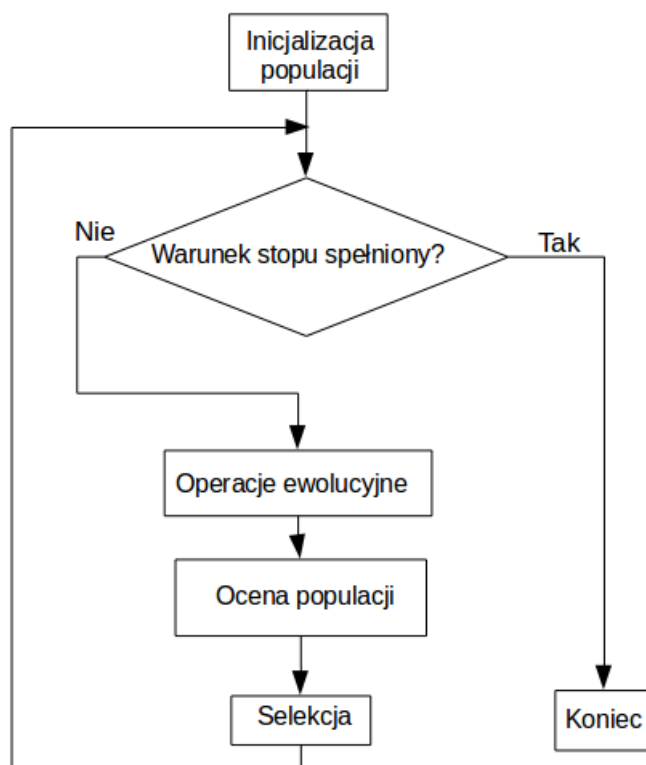 Inicjalizacja
populacji
Nie
Warunek stopu spełniony?
Tak
Operacje ewolucyjne
Ocena populacji
Selekcja
Koniec